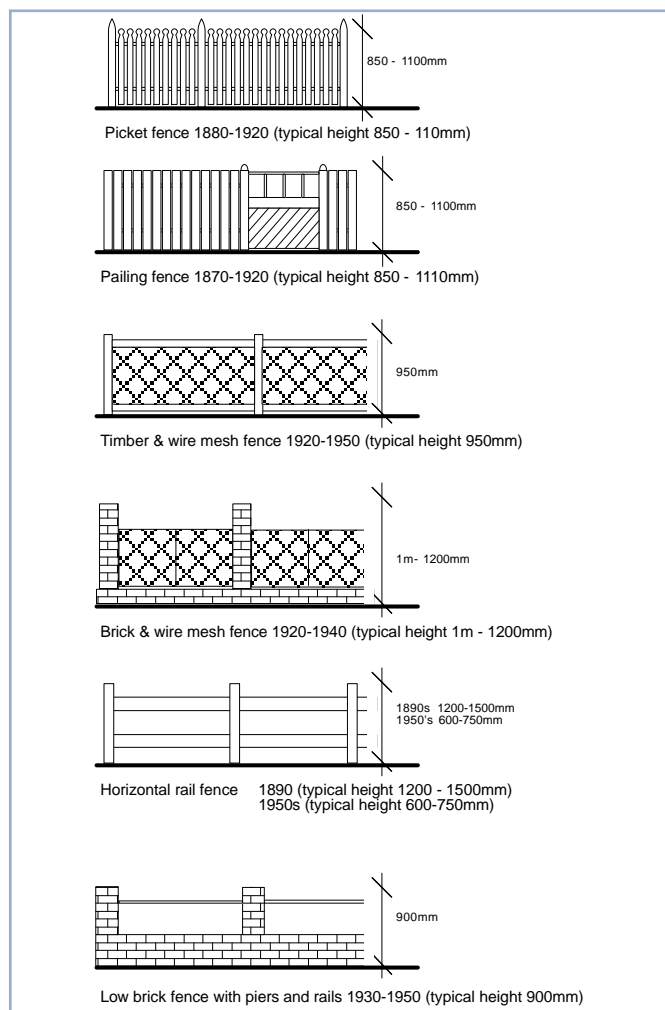 850 - 1100mm
Picket fence 1880-1920 (typical height 850 - 110mm)
850 - 1100mm
Pailing fence 1870-1920 (typical height 850 - 1110mm)
950mm
Timber & wire mesh fence 1920-1950 (typical height 950mm)
1m- 1200mm
Brick & wire mesh fence 1920-1940 (typical height 1m - 1200mm)
1890s 1200-1500mm
1950's 600-750mm
Horizontal rail fence 1890 (typical height 1200 - 1500mm)
1950s (typical height 600-750mm)
900mm
Low brick fence with piers and rails 1930-1950 (typical height 900mm)